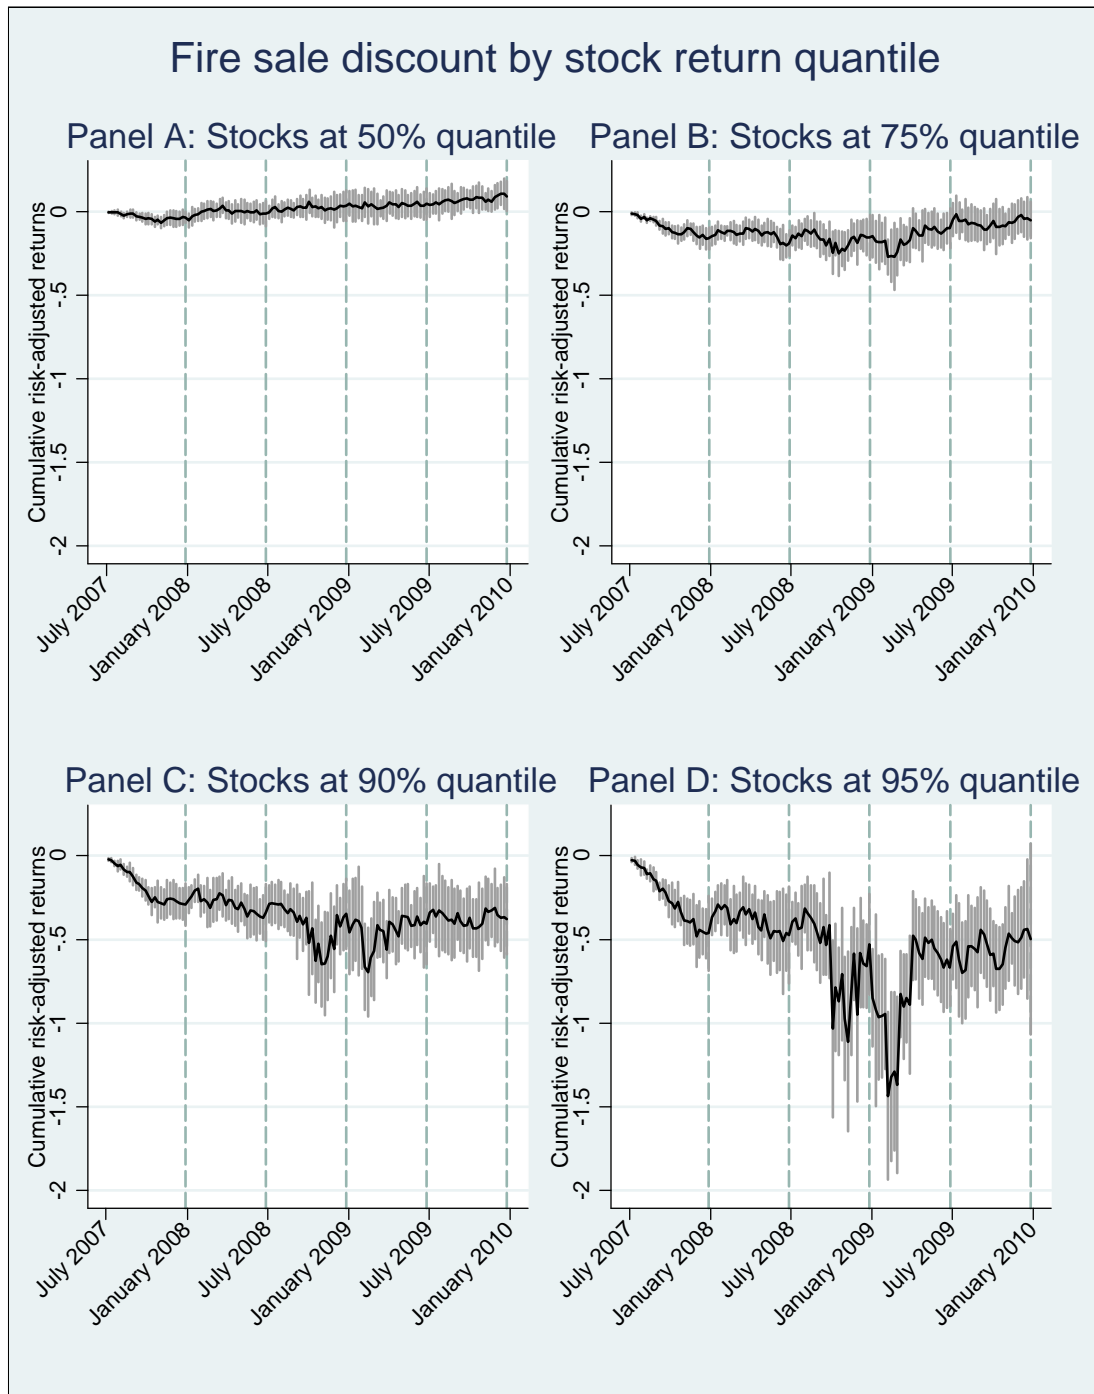 Fire sale discount by stock return quantile
Panel A: Stocks at 50% quantile
Cumulative risk-adjusted returns
0
-.5
-1
-1.5
-2
July 2007
January 2008
July 2008
January 2009
July 2009
January 2010
Panel B: Stocks at 75% quantile
Cumulative risk-adjusted returns
0
-.5
-1
-1.5
-2
July 2007
January 2008
July 2008
January 2009
July 2009
January 2010
Panel C: Stocks at 90% quantile
Cumulative risk-adjusted returns
0
-.5
-1
-1.5
-2
July 2007
January 2008
July 2008
January 2009
July 2009
January 2010
Panel D: Stocks at 95% quantile
Cumulative risk-adjusted returns
0
-.5
-1
-1.5
-2
July 2007
January 2008
July 2008
January 2009
July 2009
January 2010